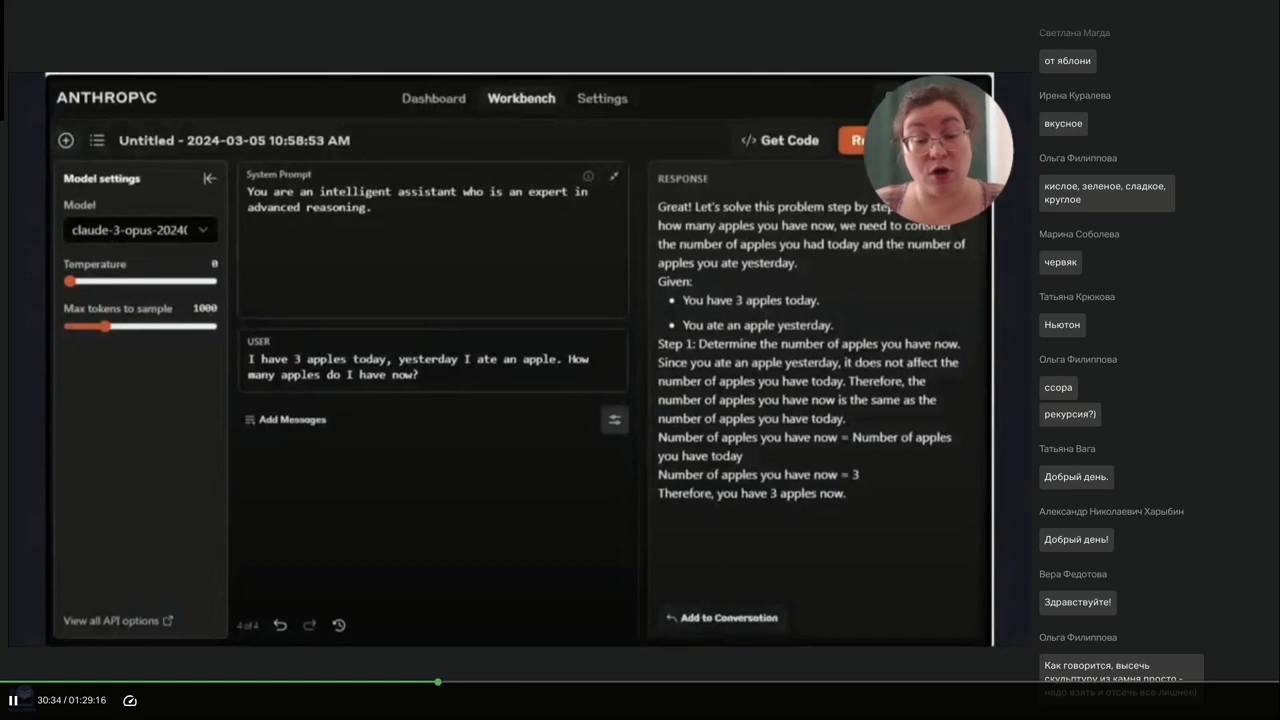 ANTHROP\C
Dashboard
Workbench
Settings
Untitled - 2024-03-05 10:58:53 AM
</> Get Code
Model settings
Model
claude-3-opus-2024(
Temperature
0
Max tokens to sample
1000
View all API options
System Prompt
You are an intelligent assistant who is an expert in
advanced reasoning.
USER
I have 3 apples today, yesterday I ate an apple. How
many apples do I have now?
Add Messages
4 of 4
RESPONSE
Great! Let's solve this problem step by
how many apples you have now, we need to consider
the number of apples you had today and the number of
apples you ate yesterday.
Given:
• You have 3 apples today.
• You ate an apple yesterday.
Step 1: Determine the number of apples you have now.
Since you ate an apple yesterday, it does not affect the
number of apples you have today. Therefore, the
number of apples you have now is the same as the
number of apples you have today.
Number of apples you have now = Number of apples
you have today
Number of apples you have now = 3
Therefore, you have 3 apples now.
Add to Conversation
30:34 / 01:29:16
Светлана Магда
от яблони
Ирена Куралева
вкусное
Ольга Филиппова
кислое, зеленое, сладкое,
круглое
Марина Соболева
червяк
Татьяна Крюкова
Ньютон
Ольга Филиппова
ссора
рекурсия?)
Татьяна Вага
Добрый день.
Александр Николаевич Харыбин
Добрый день!
Вера Федотова
Здравствуйте!
Ольга Филиппова
Как говорится, высечь
скульптуру из камня просто -
надо взять и отсечь всё лишнее)